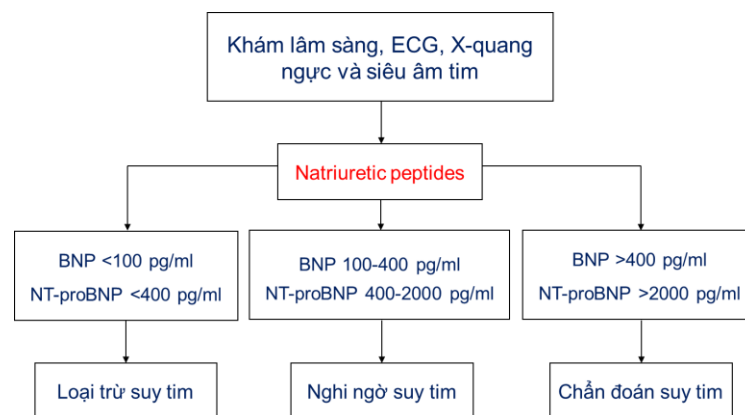 Khám lâm sàng, ECG, X-quang
ngực và siêu âm tim
Natriuretic peptides
BNP <100 pg/ml
NT-proBNP <400 pg/ml
BNP 100-400 pg/ml
NT-proBNP 400-2000 pg/ml
BNP >400 pg/ml
NT-proBNP >2000 pg/ml
Loại trừ suy tim
Nghi ngờ suy tim
Chẩn đoán suy tim